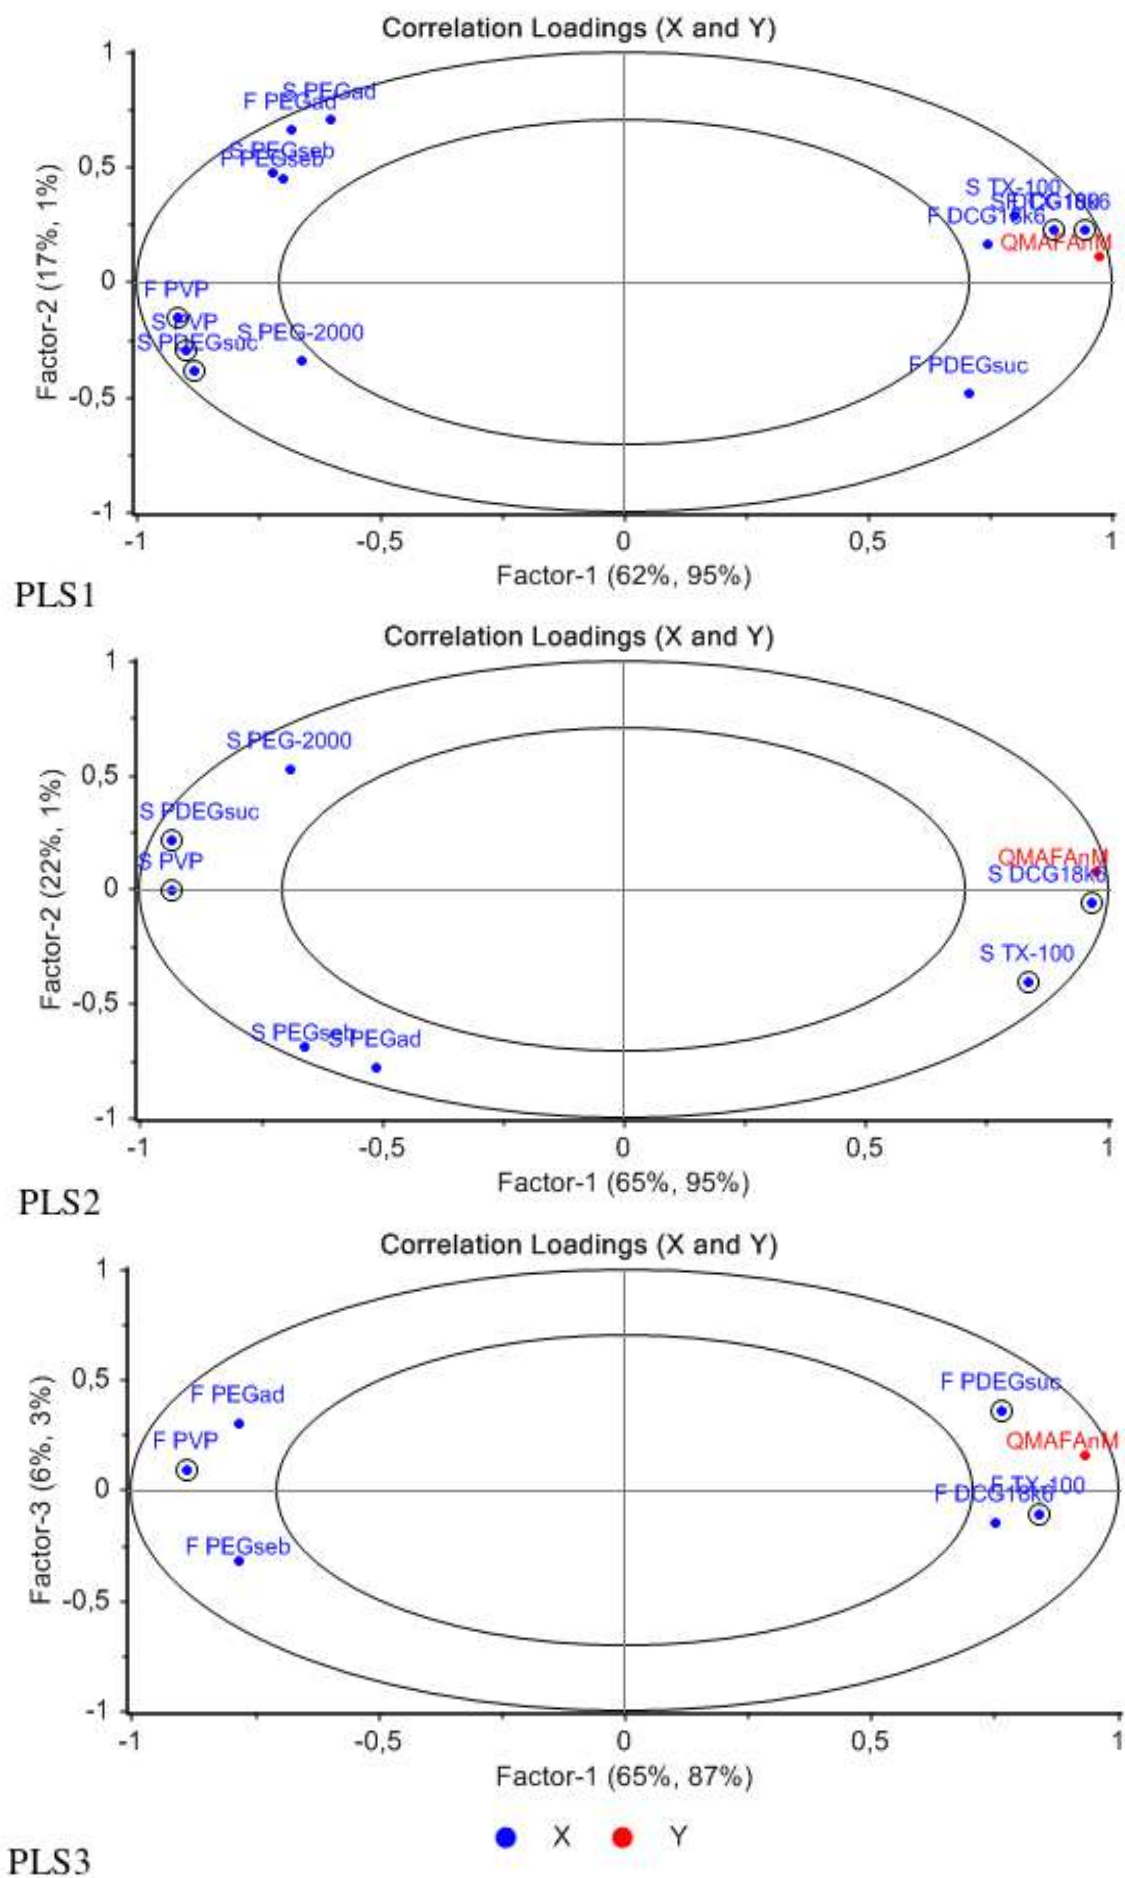 Correlation Loadings (X and Y)
1
S PEGad
F PEGad
0,5
S PEGseb
F PEGseb
S TX-100
S DCG18k6
F TX-100
F DCG18k6
QMAFAnM
Factor-2 (17%, 1%)
0
F PVP
S PVP
S PEG-2000
S PDEGsuc
F PDEGsuc
-0,5
-1
-1 -0,5 0 0,5 1
Factor-1 (62%, 95%)
PLS1
Correlation Loadings (X and Y)
1
S PEG-2000
0,5
S PDEGsuc
QMAFAnM
S PVP
S DCG18k6
Factor-2 (22%, 1%)
0
S TX-100
-0,5
S PEGseb
S PEGad
-1
-1 -0,5 0 0,5 1
Factor-1 (65%, 95%)
PLS2
Correlation Loadings (X and Y)
1
0,5
F PDEGsuc
F PEGad
F PVP
QMAFAnM
Factor-3 (6%, 3%)
0
F TX-100
F DCG18k6
F PEGseb
-0,5
-1
-1 -0,5 0 0,5 1
Factor-1 (65%, 87%)
X Y
PLS3